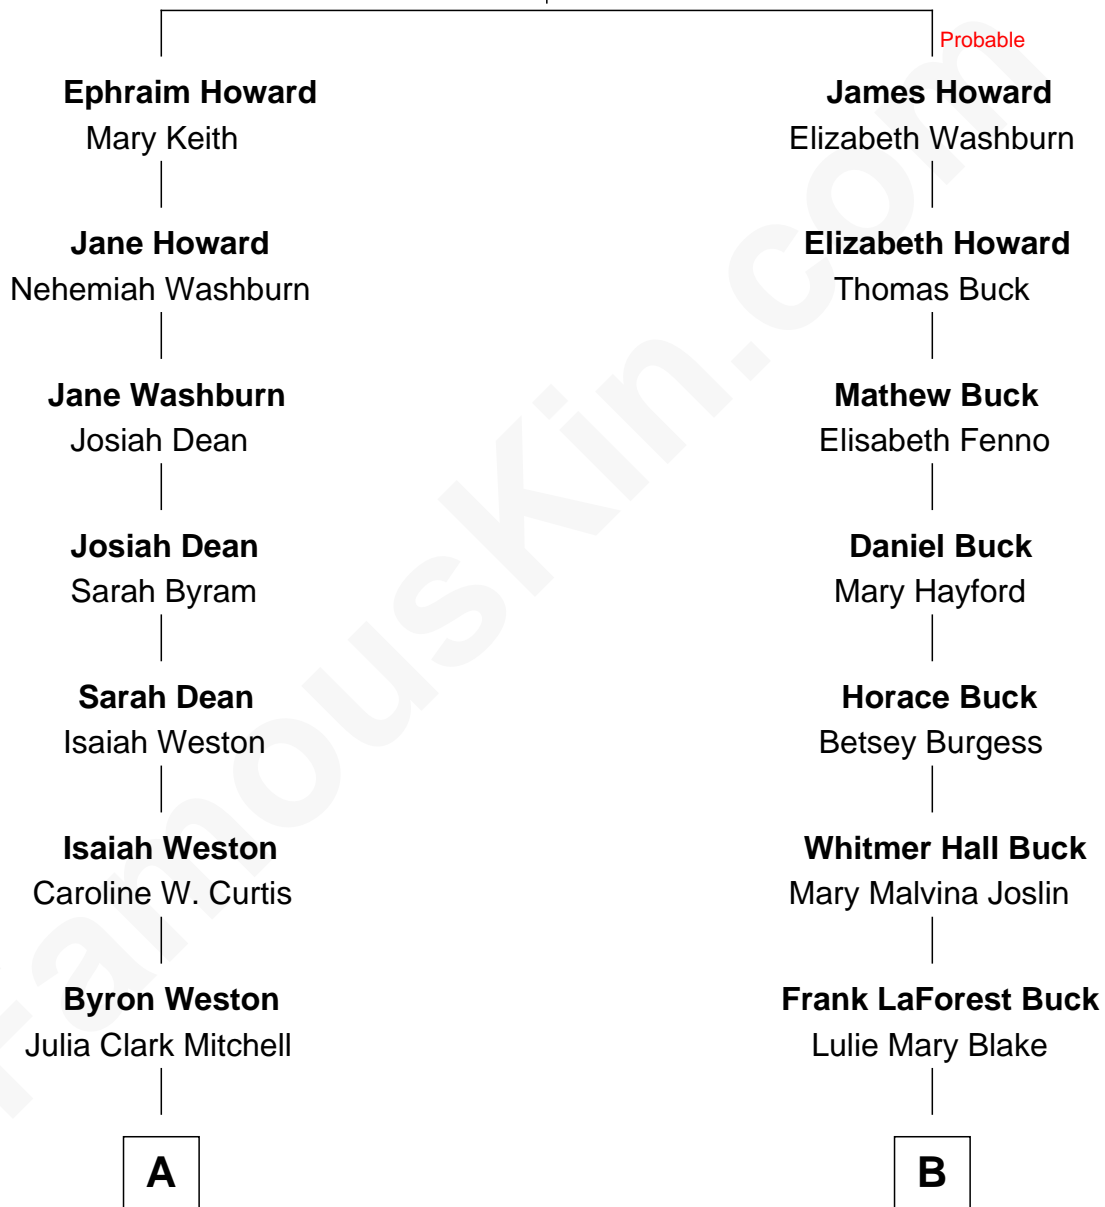 Probable
Ephraim Howard
Mary Keith
James Howard
Elizabeth Washburn
Jane Howard
Nehemiah Washburn
Elizabeth Howard
Thomas Buck
Jane Washburn
Josiah Dean
Mathew Buck
Elisabeth Fenno
Josiah Dean
Sarah Byram
Daniel Buck
Mary Hayford
Sarah Dean
Isaiah Weston
Horace Buck
Betsey Burgess
Isaiah Weston
Caroline W. Curtis
Whitmer Hall Buck
Mary Malvina Joslin
Byron Weston
Julia Clark Mitchell
Frank LaForest Buck
Lulie Mary Blake
A
B
FamousKin.com